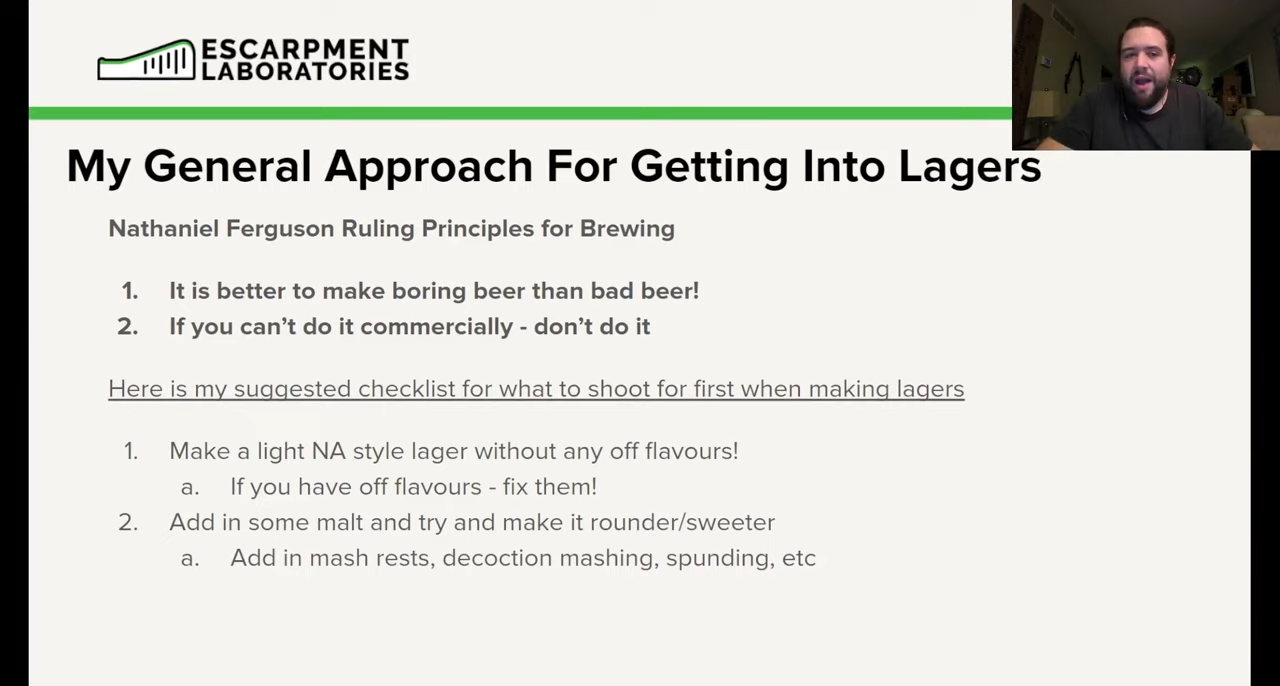 ESCARPMENT
LABORATORIES
My General Approach For Getting Into Lagers
Nathaniel Ferguson Ruling Principles for Brewing
1. It is better to make boring beer than bad beer!
2. If you can’t do it commercially - don’t do it
Here is my suggested checklist for what to shoot for first when making lagers
1. Make a light NA style lager without any off flavours!
a. If you have off flavours - fix them!
2. Add in some malt and try and make it rounder/sweeter
a. Add in mash rests, decoction mashing, spunding, etc